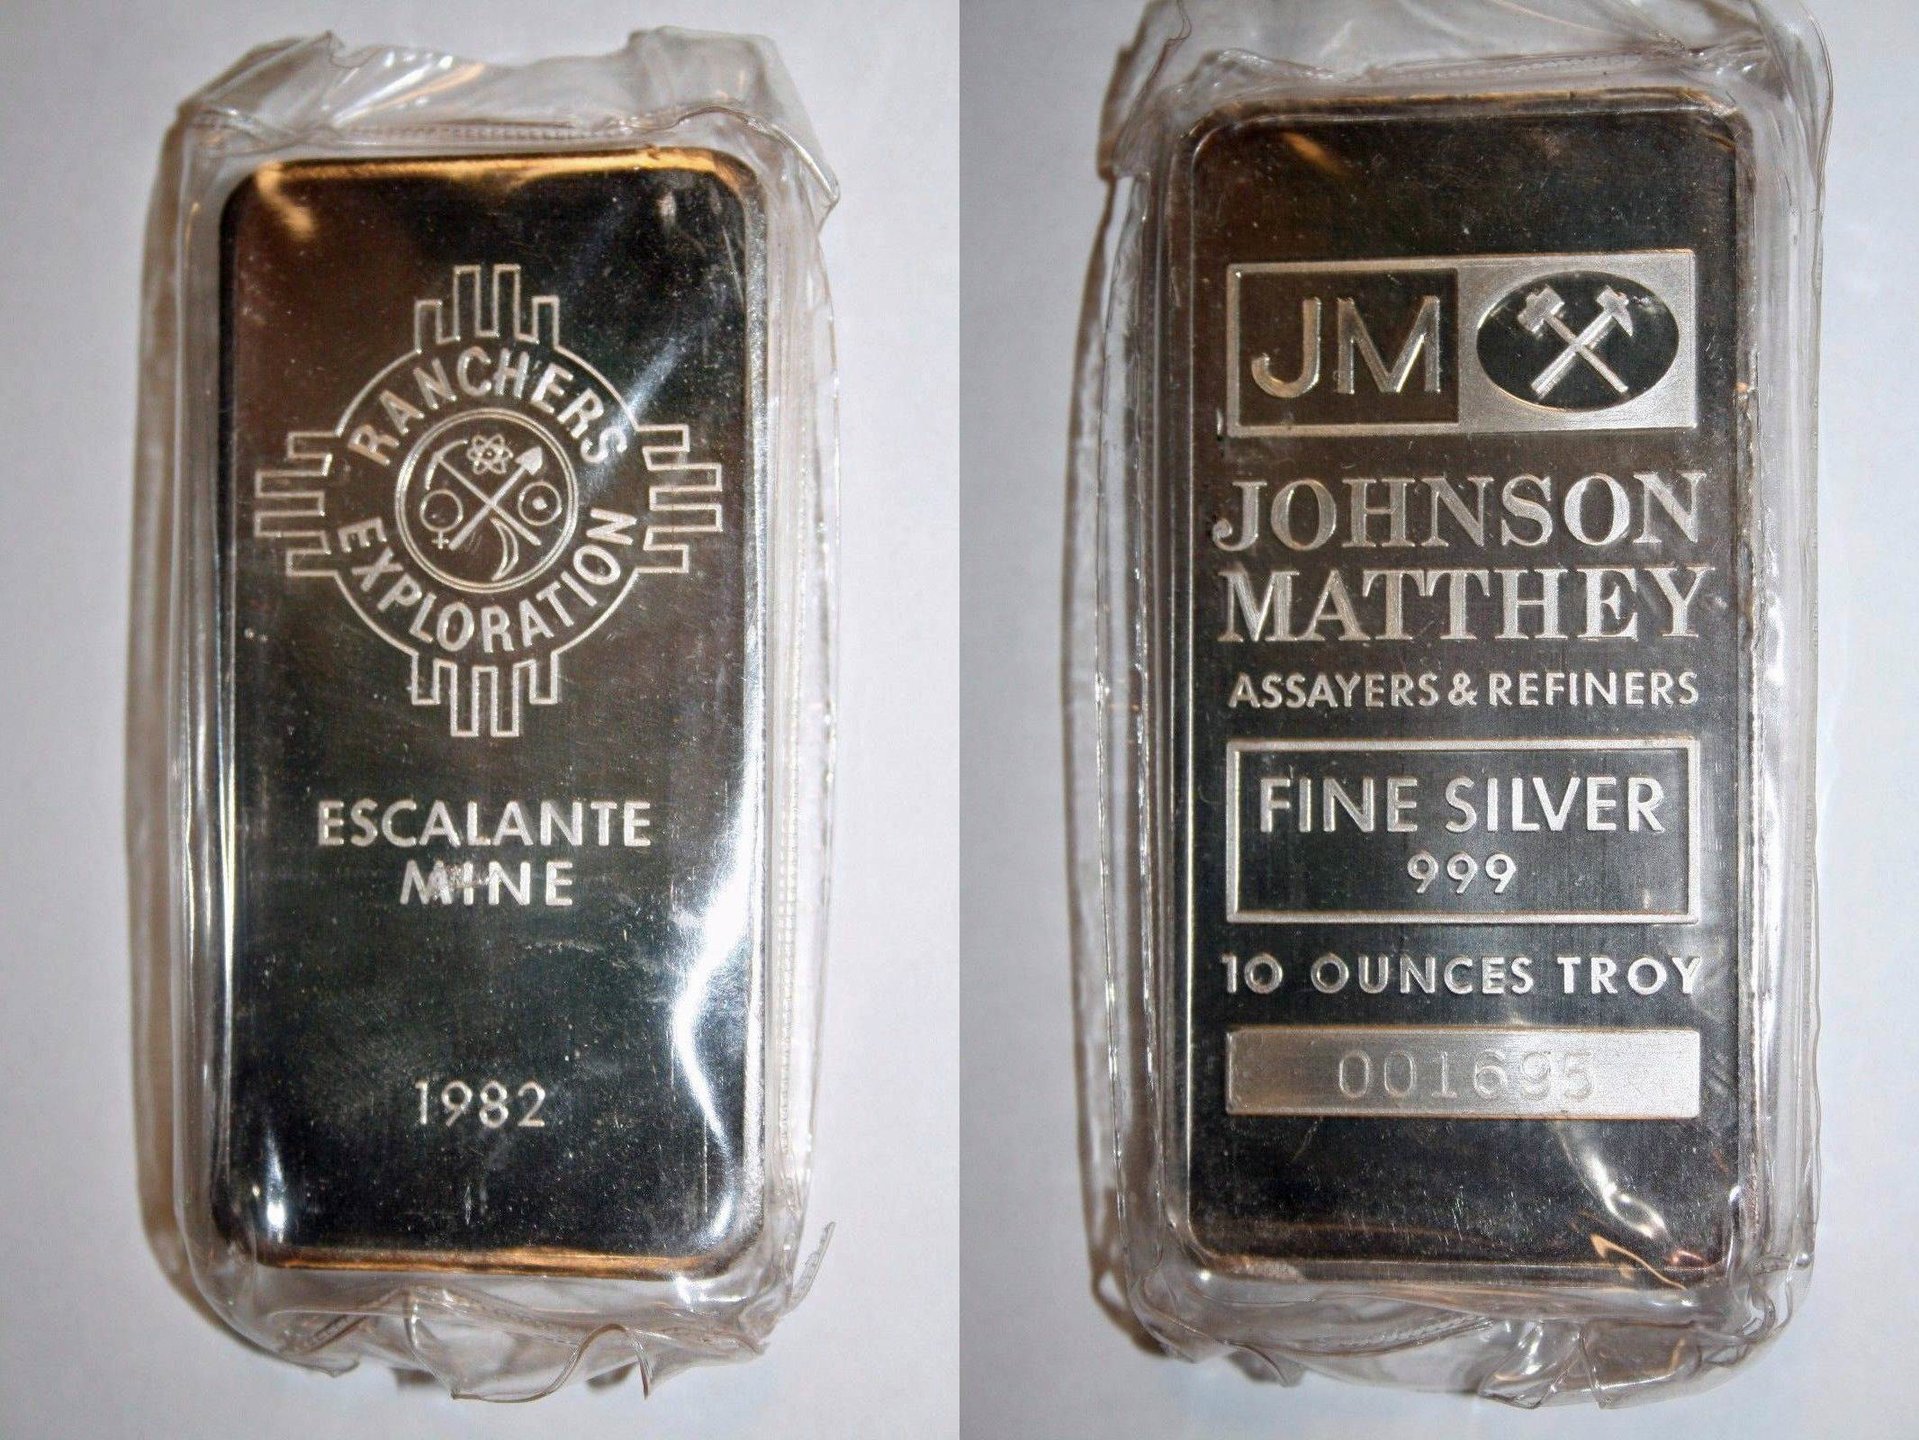 RANCHERS
EXPLORATION
ESCALANTE
MINE
1982
JM
JOHNSON
MATTHEY
ASSAYERS & REFINERS
FINE SILVER
999
10 OUNCES TROY
001695